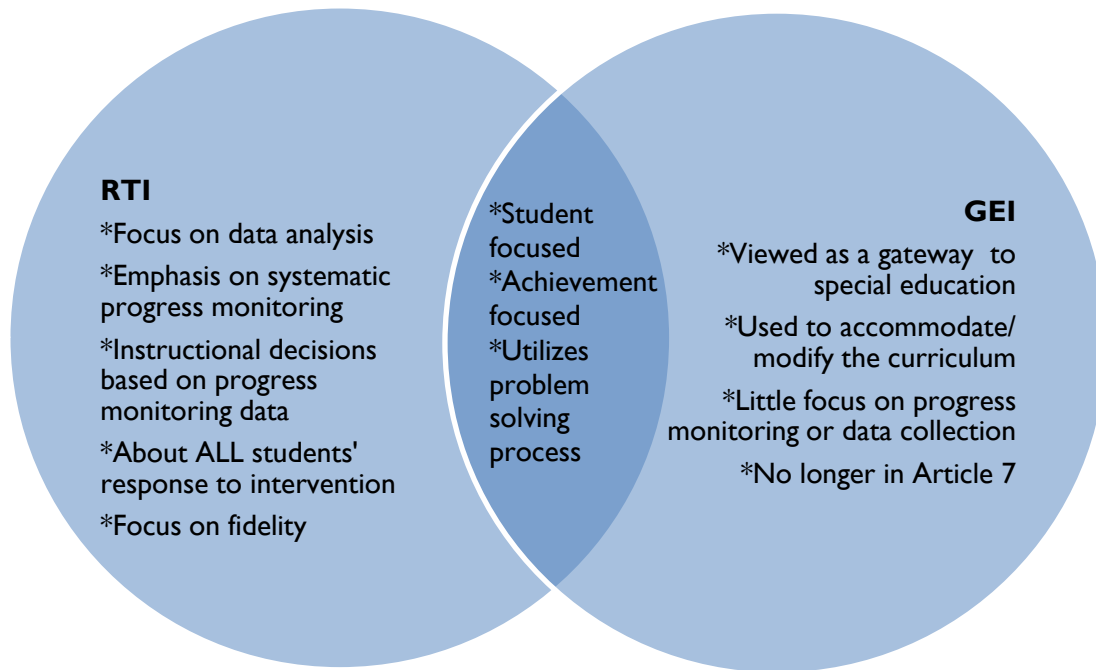 RTI
*Focus on data analysis
*Emphasis on systematic
progress monitoring
*Instructional decisions
based on progress
monitoring data
*About ALL students'
response to intervention
*Focus on fidelity
*Student
focused
*Achievement
focused
*Utilizes
problem
solving
process
GEI
*Viewed as a gateway to
special education
*Used to accommodate/
modify the curriculum
*Little focus on progress
monitoring or data collection
*No longer in Article 7